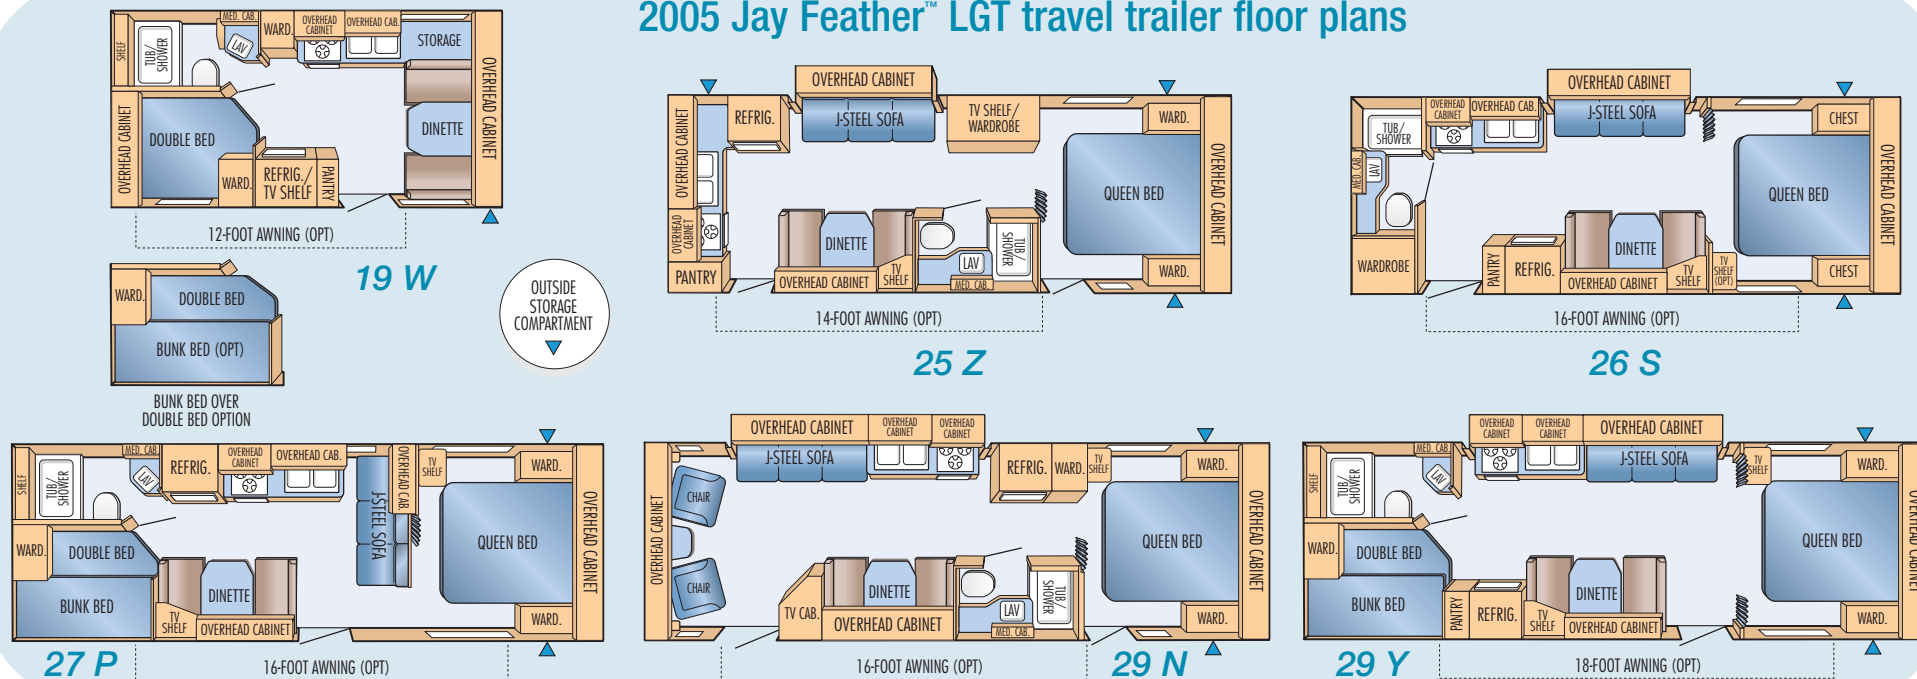 2005 Jay Feather™ LGT travel trailer floor plans
SHELF
TUB/
SHOWER
MED. CAB.
LAV
WARD.
OVERHEAD
CABINET
OVERHEAD CAB.
STORAGE
OVERHEAD CABINET
DINETTE
OVERHEAD CABINET
DOUBLE BED
WARD.
REFRIG./
TV SHELF
PANTRY
12-FOOT AWNING (OPT)
19 W
WARD.
DOUBLE BED
BUNK BED (OPT)
BUNK BED OVER
DOUBLE BED OPTION
OUTSIDE
STORAGE
COMPARTMENT
OVERHEAD CABINET
REFRIG.
OVERHEAD CABINET
J-STEEL SOFA
TV SHELF/
WARDROBE
WARD.
QUEEN BED
OVERHEAD CABINET
OVERHEAD
CABINET
PANTRY
DINETTE
OVERHEAD CABINET
TV
SHELF
LAV
MED. CAB.
TUB/
SHOWER
WARD.
14-FOOT AWNING (OPT)
25 Z
TUB/
SHOWER
OVERHEAD
CABINET
OVERHEAD CAB.
OVERHEAD CABINET
J-STEEL SOFA
CHEST
MED. CAB.
LAV
QUEEN BED
OVERHEAD CABINET
WARDROBE
PANTRY
REFRIG.
DINETTE
OVERHEAD CABINET
TV
SHELF
TV
SHELF
(OPT)
CHEST
16-FOOT AWNING (OPT)
26 S
SHELF
TUB/
SHOWER
MED. CAB.
LAV
REFRIG.
OVERHEAD
CABINET
OVERHEAD CAB.
OVERHEAD CAB.
J-STEEL SOFA
TV
SHELF
WARD.
QUEEN BED
OVERHEAD CABINET
WARD.
DOUBLE BED
BUNK BED
TV
SHELF
DINETTE
OVERHEAD CABINET
WARD.
27 P
16-FOOT AWNING (OPT)
OVERHEAD CABINET
CHAIR
CHAIR
OVERHEAD CABINET
OVERHEAD
CABINET
OVERHEAD
CABINET
J-STEEL SOFA
REFRIG.
WARD.
TV
SHELF
WARD.
QUEEN BED
OVERHEAD CABINET
TV CAB.
DINETTE
OVERHEAD CABINET
LAV
MED. CAB.
TUB/
SHOWER
WARD.
16-FOOT AWNING (OPT)
29 N
SHELF
TUB/
SHOWER
MED. CAB.
LAV
OVERHEAD
CABINET
OVERHEAD
CABINET
OVERHEAD CABINET
J-STEEL SOFA
TV
SHELF
WARD.
QUEEN BED
OVERHEAD CABINET
WARD.
DOUBLE BED
BUNK BED
PANTRY
REFRIG.
TV
SHELF
DINETTE
OVERHEAD CABINET
WARD.
29 Y
18-FOOT AWNING (OPT)